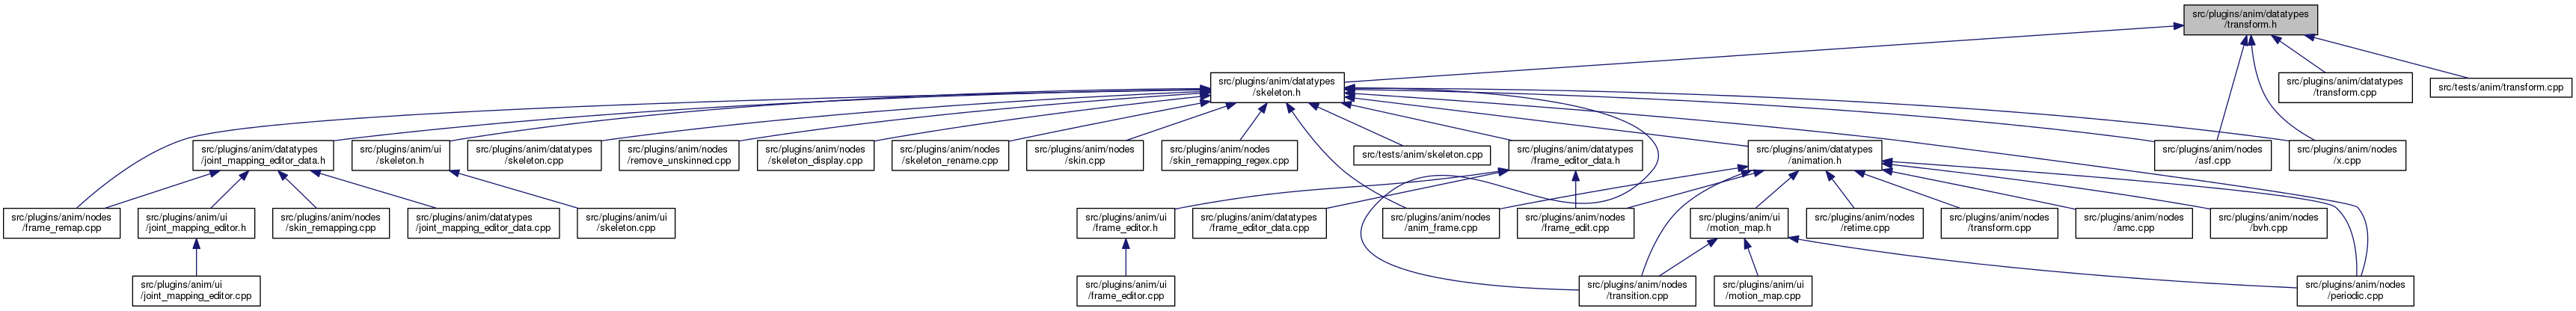 src/plugins/anim/datatypes
/transform.h
src/plugins/anim/datatypes
/skeleton.h
src/plugins/anim/datatypes
/transform.cpp
src/tests/anim/transform.cpp
src/plugins/anim/datatypes
/joint_mapping_editor_data.h
src/plugins/anim/ui
/skeleton.h
src/plugins/anim/datatypes
/skeleton.cpp
src/plugins/anim/nodes
/remove_unskinned.cpp
src/plugins/anim/nodes
/skeleton_display.cpp
src/plugins/anim/nodes
/skeleton_rename.cpp
src/plugins/anim/nodes
/skin.cpp
src/plugins/anim/nodes
/skin_remapping_regex.cpp
src/tests/anim/skeleton.cpp
src/plugins/anim/datatypes
/frame_editor_data.h
src/plugins/anim/datatypes
/animation.h
src/plugins/anim/nodes
/asf.cpp
src/plugins/anim/nodes
/x.cpp
src/plugins/anim/nodes
/frame_remap.cpp
src/plugins/anim/ui
/joint_mapping_editor.h
src/plugins/anim/nodes
/skin_remapping.cpp
src/plugins/anim/datatypes
/joint_mapping_editor_data.cpp
src/plugins/anim/ui
/skeleton.cpp
src/plugins/anim/ui
/frame_editor.h
src/plugins/anim/datatypes
/frame_editor_data.cpp
src/plugins/anim/nodes
/anim_frame.cpp
src/plugins/anim/nodes
/frame_edit.cpp
src/plugins/anim/ui
/motion_map.h
src/plugins/anim/nodes
/retime.cpp
src/plugins/anim/nodes
/transform.cpp
src/plugins/anim/nodes
/amc.cpp
src/plugins/anim/nodes
/bvh.cpp
src/plugins/anim/ui
/joint_mapping_editor.cpp
src/plugins/anim/ui
/frame_editor.cpp
src/plugins/anim/nodes
/transition.cpp
src/plugins/anim/ui
/motion_map.cpp
src/plugins/anim/nodes
/periodic.cpp